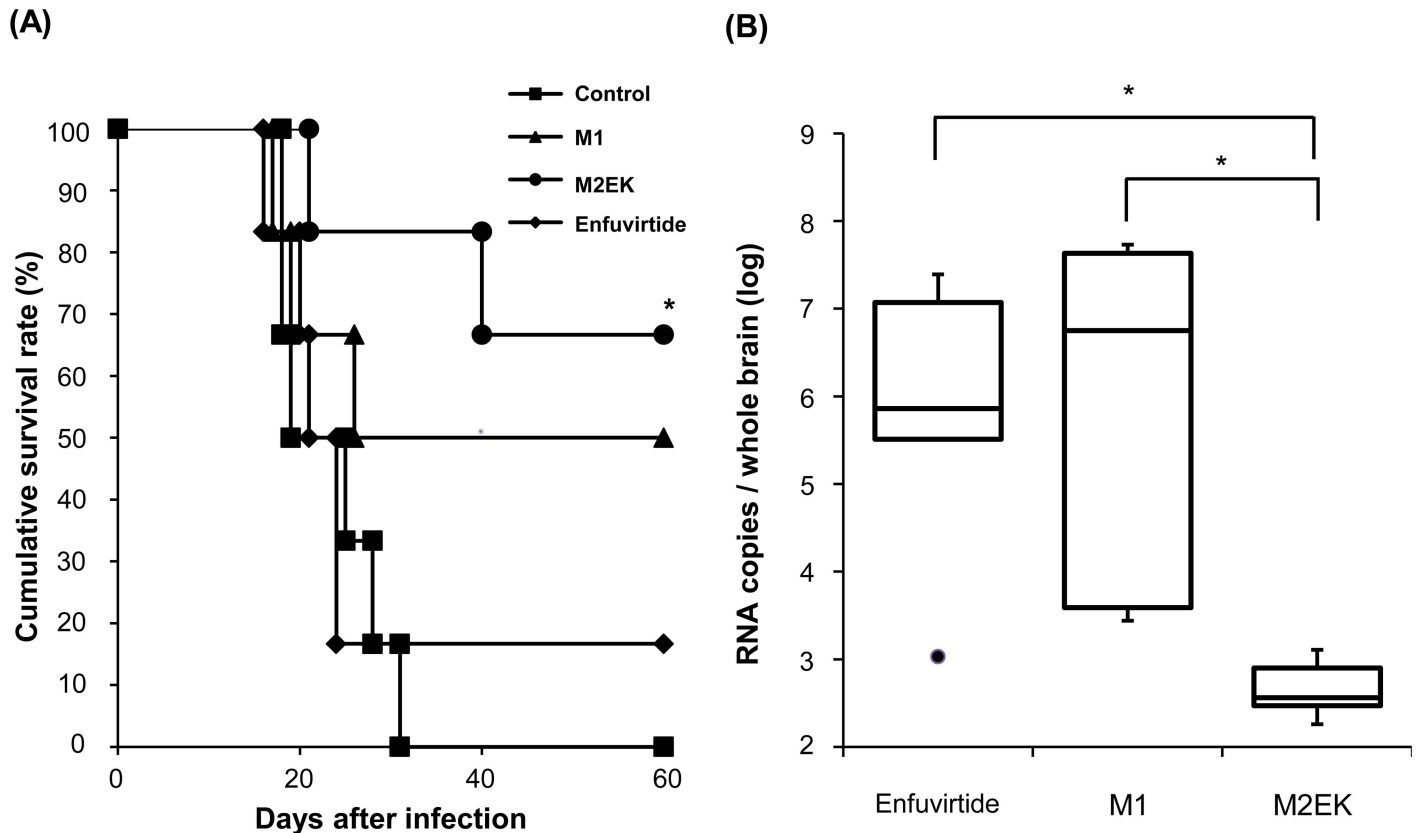 (A)
Control
M1
M2EK
Enfuvirtide
100
90
80
70
60
50
40
30
20
10
0
Cumulative survival rate (%)
*
0
20
40
60
Days after infection
(B)
*
*
9
8
7
6
5
4
3
2
RNA copies / whole brain (log)
Enfuvirtide
M1
M2EK